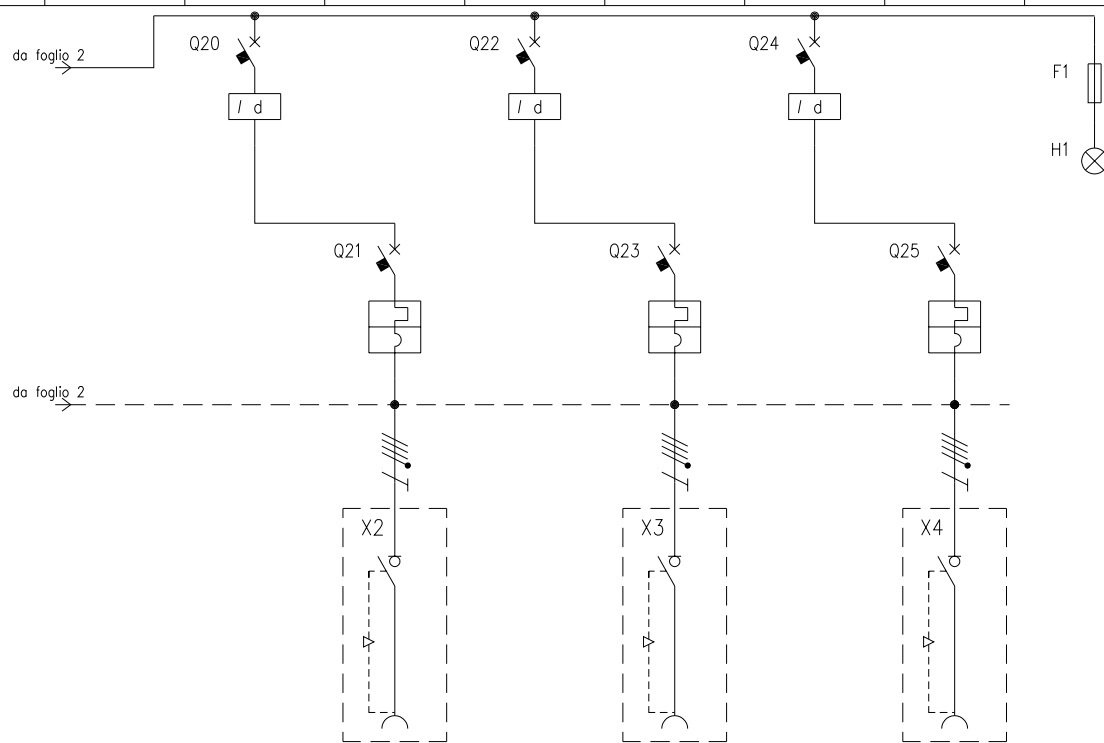 da foglio 2
Q20
Q22
Q24
F1
I d
I d
I d
H1
Q21
Q23
Q25
da foglio 2
X2
X3
X4